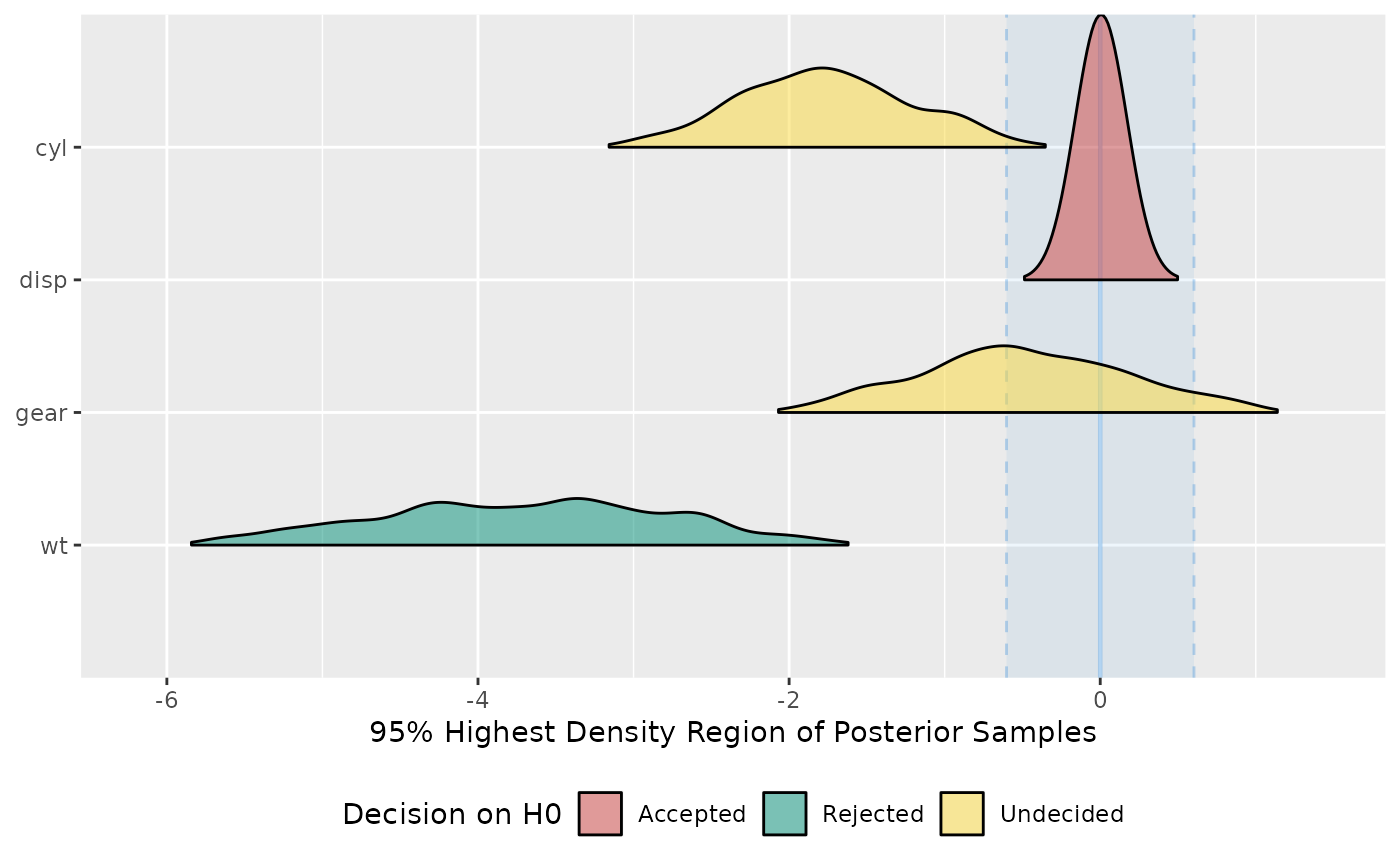 cyl
disp
gear
wt
-6 -4 -2 0
95% Highest Density Region of Posterior Samples
Decision on H0 Accepted Rejected Undecided